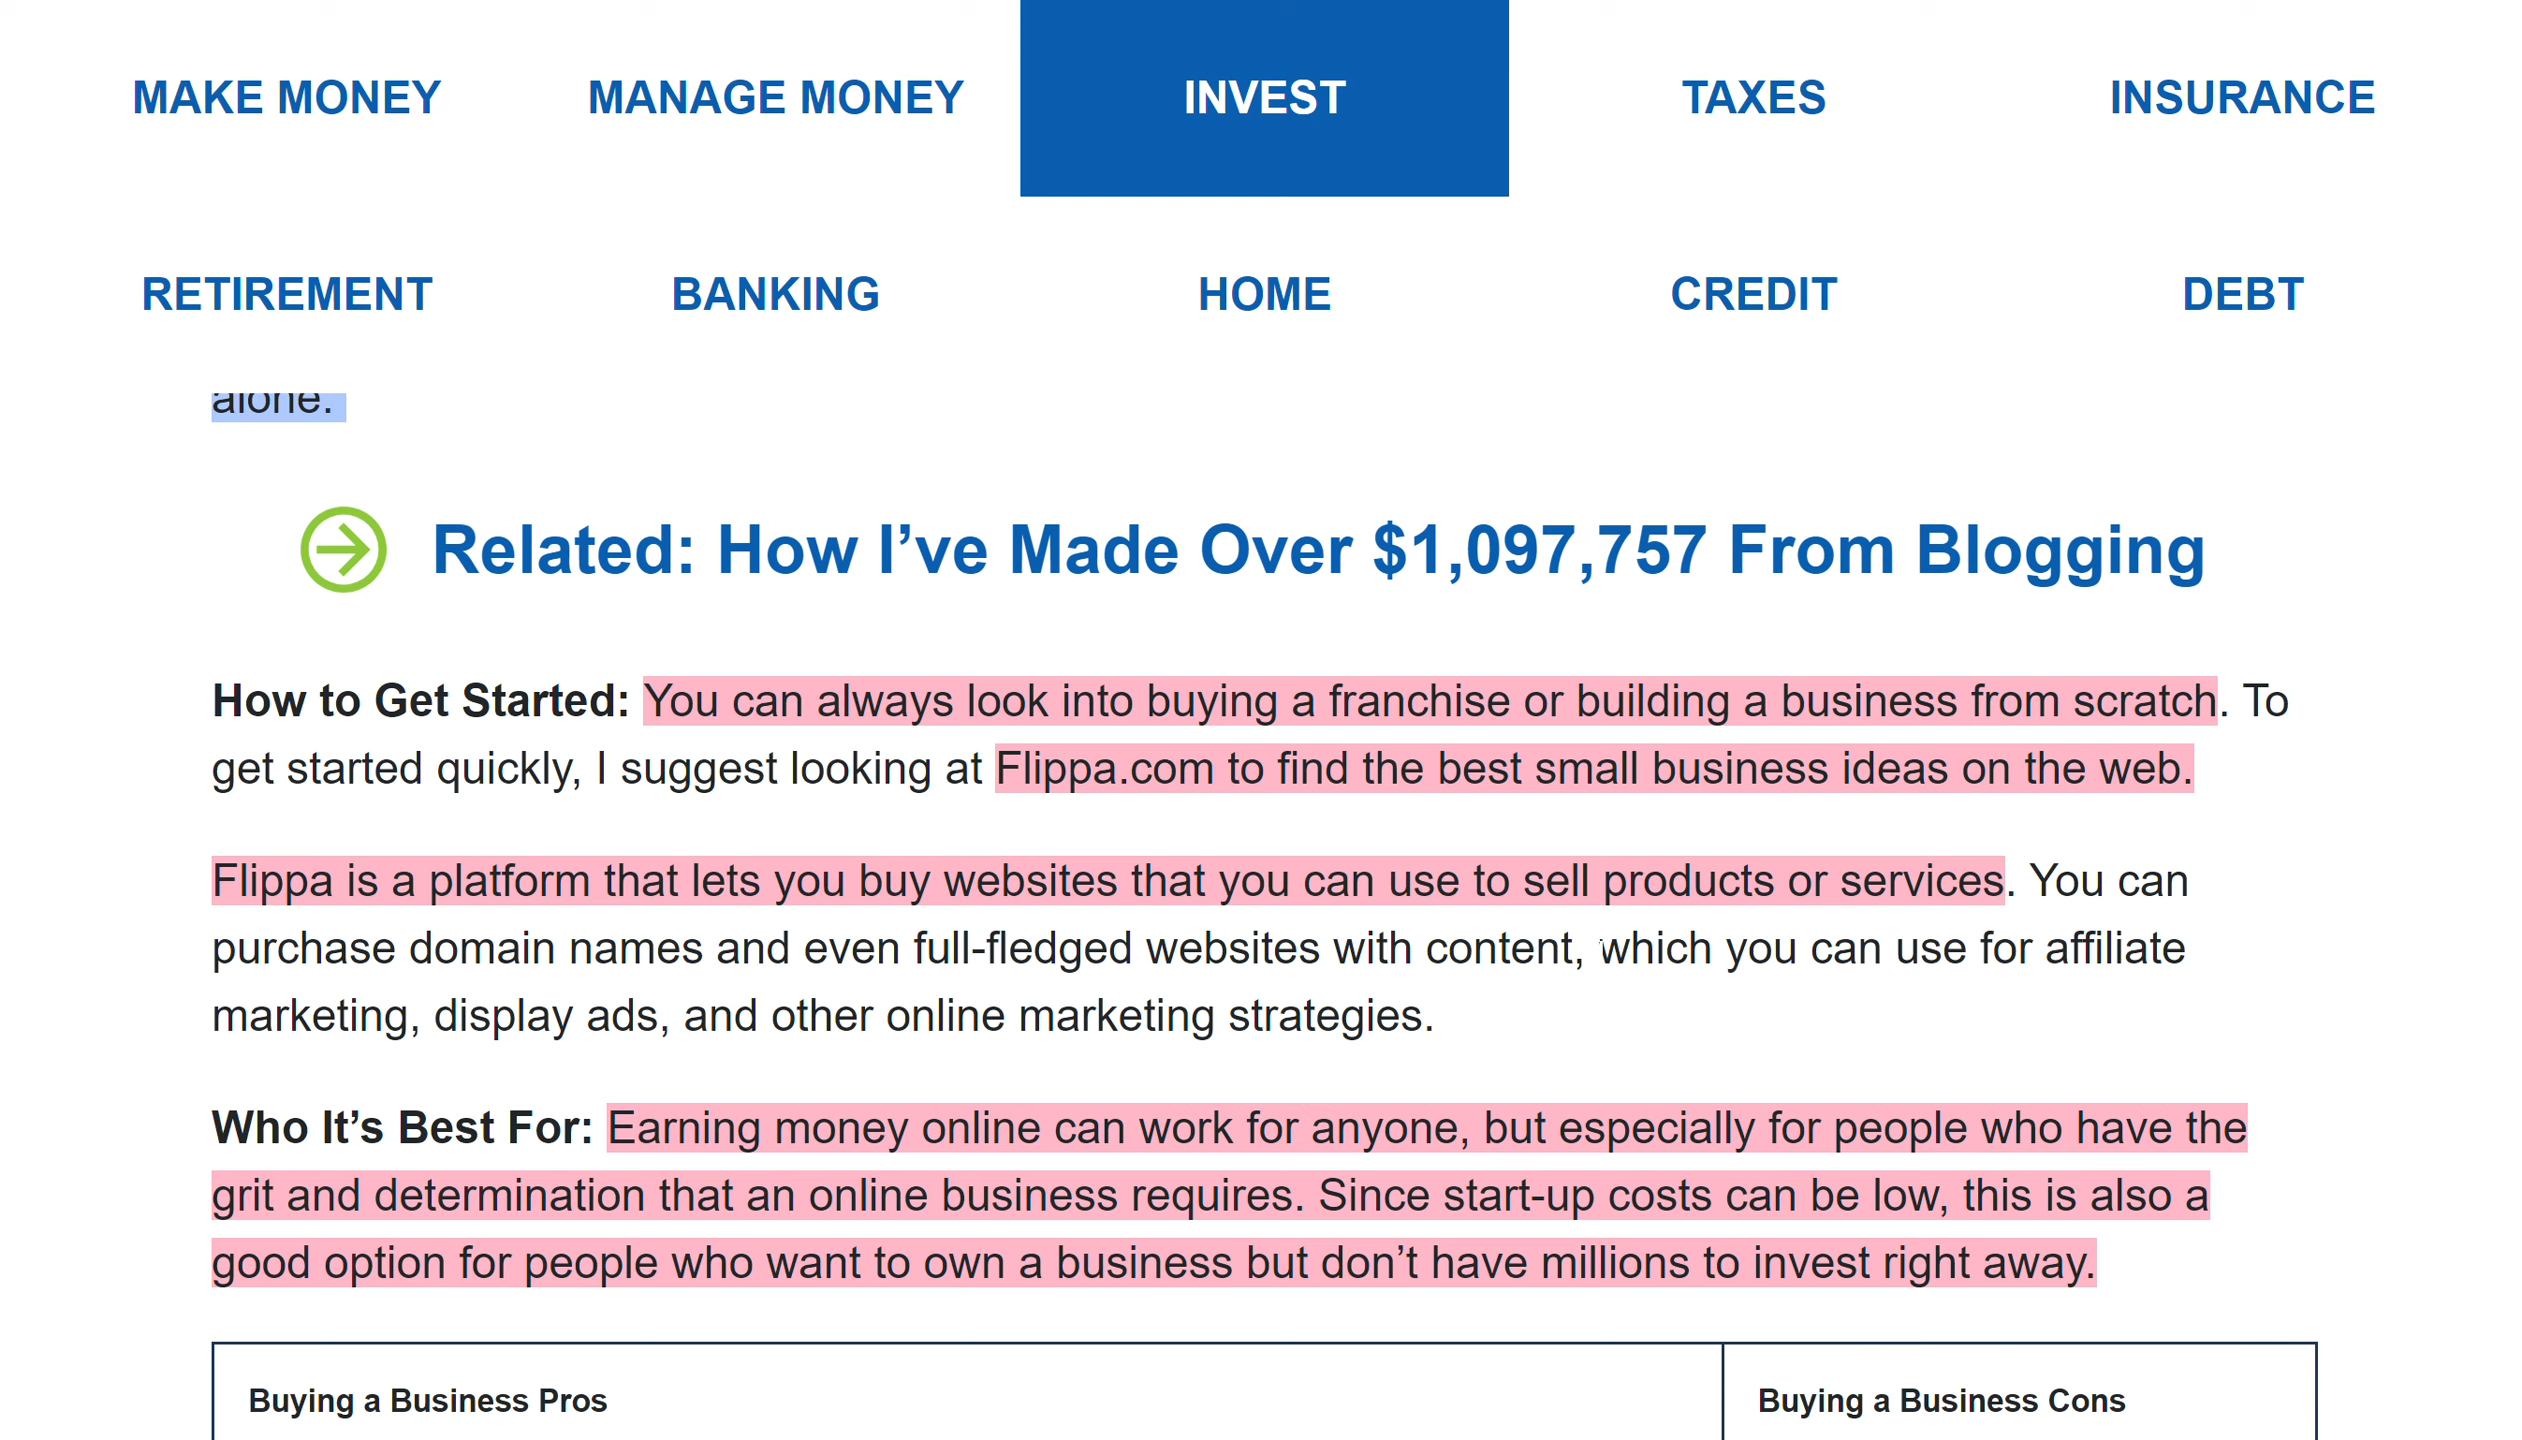 MAKE MONEY MANAGE MONEY INVEST TAXES INSURANCE
RETIREMENT BANKING HOME CREDIT DEBT
alone.
Related: How I’ve Made Over $1,097,757 From Blogging
How to Get Started: You can always look into buying a franchise or building a business from scratch. To
get started quickly, I suggest looking at Flippa.com to find the best small business ideas on the web.
Flippa is a platform that lets you buy websites that you can use to sell products or services. You can
purchase domain names and even full-fledged websites with content, which you can use for affiliate
marketing, display ads, and other online marketing strategies.
Who It’s Best For: Earning money online can work for anyone, but especially for people who have the
grit and determination that an online business requires. Since start-up costs can be low, this is also a
good option for people who want to own a business but don’t have millions to invest right away.
Buying a Business Pros Buying a Business Cons